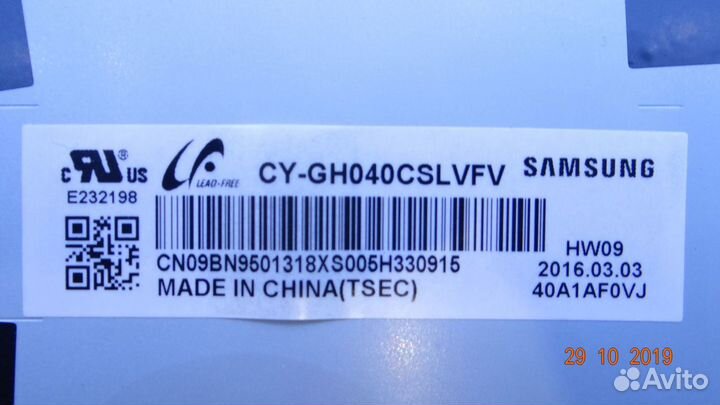 c RU ® US
E232198
LEAD-FREE
CY-GH040CSLVFV SAMSUNG
CN09BN9501318XS005H330915
MADE IN CHINA(TSEC)
HW09
2016.03.03
40A1AF0VJ
29 10 2019
Avito